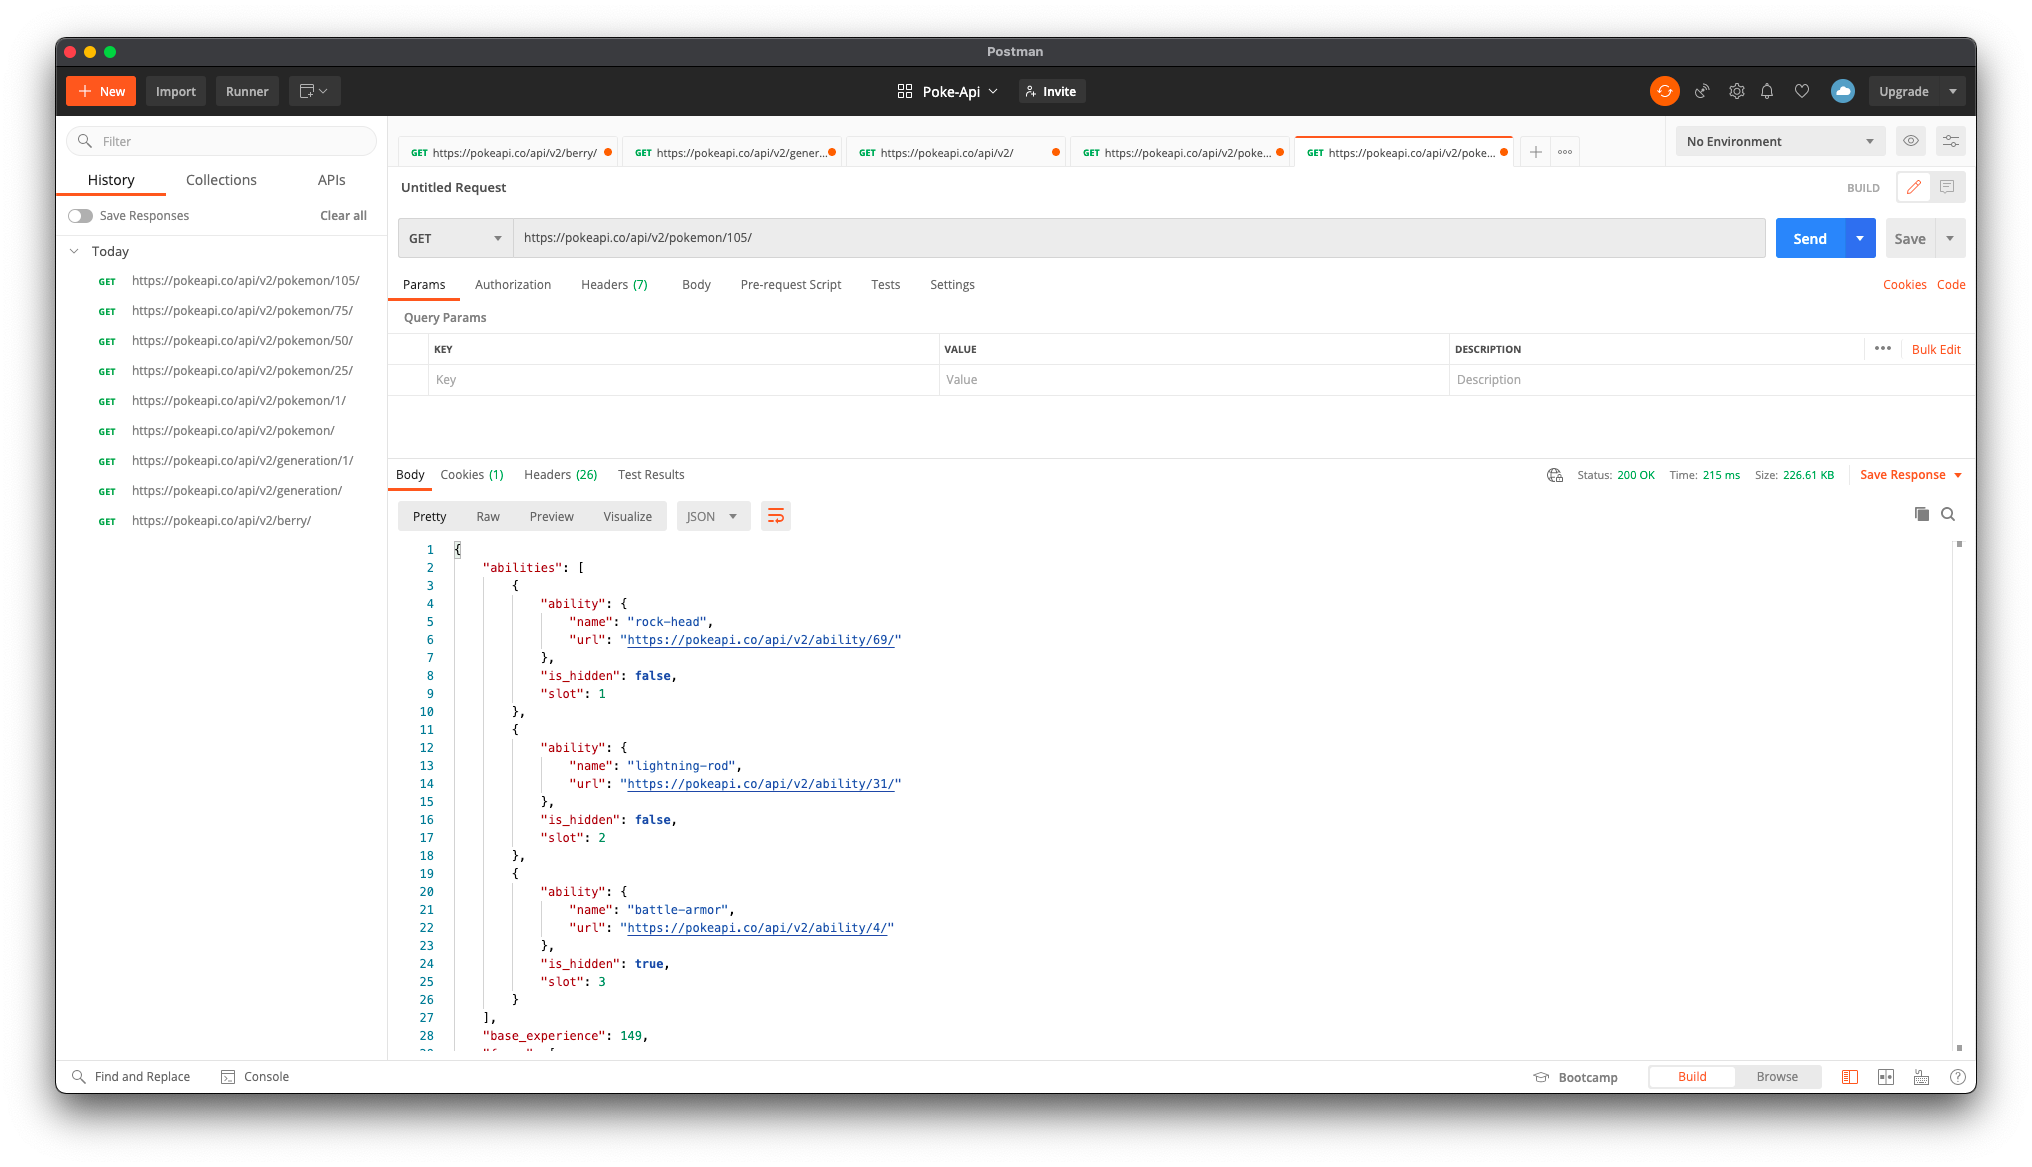 Postman
New Import Runner Poke-Api Invite Upgrade
Filter
History Collections APIs
Save Responses Clear all
Today
GET https://pokeapi.co/api/v2/pokemon/105/
GET https://pokeapi.co/api/v2/pokemon/75/
GET https://pokeapi.co/api/v2/pokemon/50/
GET https://pokeapi.co/api/v2/pokemon/25/
GET https://pokeapi.co/api/v2/pokemon/1/
GET https://pokeapi.co/api/v2/pokemon/
GET https://pokeapi.co/api/v2/generation/1/
GET https://pokeapi.co/api/v2/generation/
GET https://pokeapi.co/api/v2/berry/
GET https://pokeapi.co/api/v2/berry/ GET https://pokeapi.co/api/v2/gener... GET https://pokeapi.co/api/v2/ GET https://pokeapi.co/api/v2/poke... GET https://pokeapi.co/api/v2/poke... No Environment
Untitled Request BUILD
GET https://pokeapi.co/api/v2/pokemon/105/ Send Save
Params Authorization Headers (7) Body Pre-request Script Tests Settings Cookies Code
Query Params
KEY VALUE DESCRIPTION Bulk Edit
Key Value Description
Body Cookies (1) Headers (26) Test Results Status: 200 OK Time: 215 ms Size: 226.61 KB Save Response
Pretty Raw Preview Visualize JSON
1 {
2 "abilities": [
3 {
4 "ability": {
5 "name": "rock-head",
6 "url": "https://pokeapi.co/api/v2/ability/69/"
7 },
8 "is_hidden": false,
9 "slot": 1
10 },
11 {
12 "ability": {
13 "name": "lightning-rod",
14 "url": "https://pokeapi.co/api/v2/ability/31/"
15 },
16 "is_hidden": false,
17 "slot": 2
18 },
19 {
20 "ability": {
21 "name": "battle-armor",
22 "url": "https://pokeapi.co/api/v2/ability/4/"
23 },
24 "is_hidden": true,
25 "slot": 3
26 }
27 ],
28 "base_experience": 149,
Find and Replace Console Bootcamp Build Browse